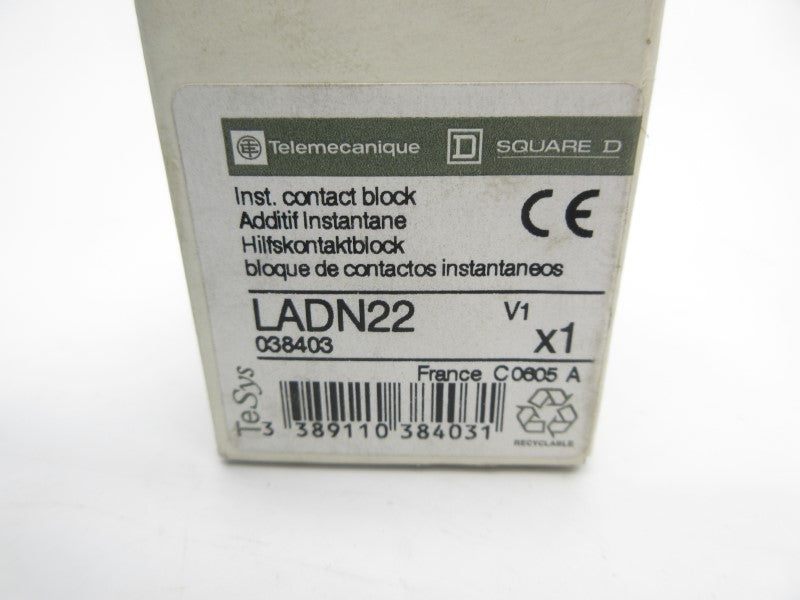 Telemecanique D SQUARE D
Inst. contact block
Additif Instantane
Hilfskontaktblock
bloque de contactos instantaneos
CE
LADN22 V1
038403 x1
France C 0605 A
TeSys
3 389110 384031
RECYCLABLE